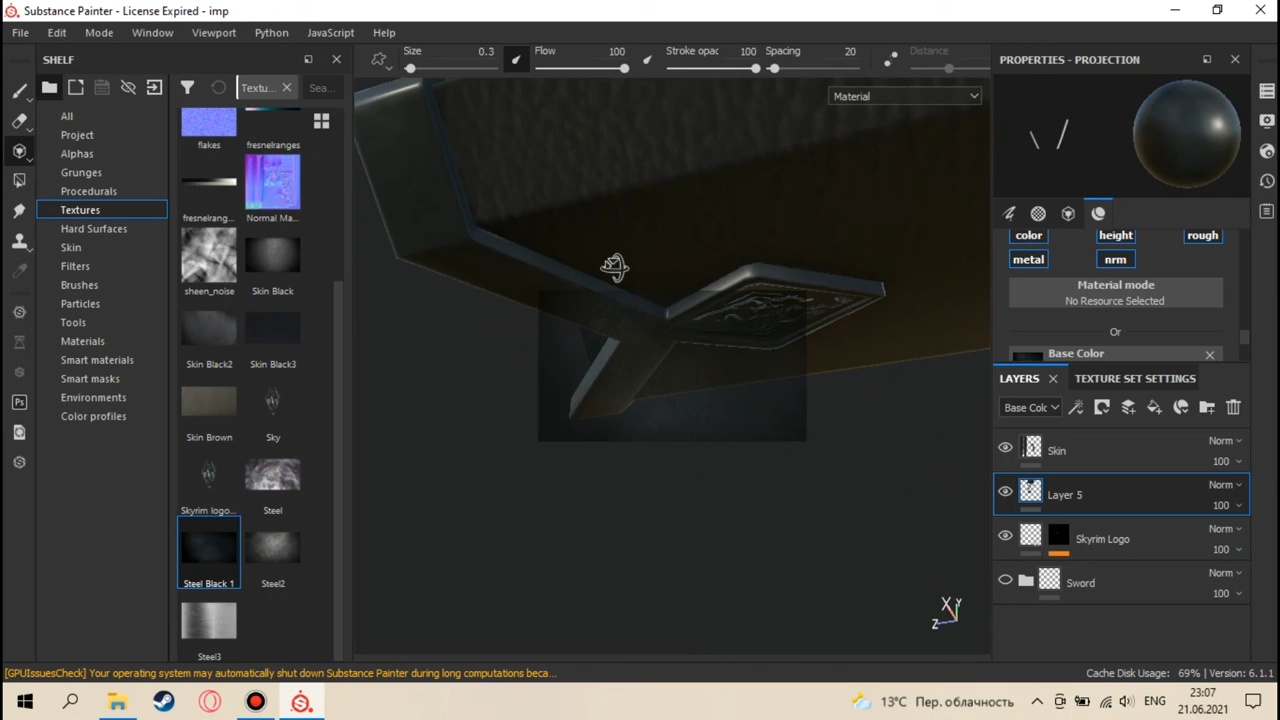 Substance Painter - License Expired - imp
File Edit Mode Window Viewport Python JavaScript Help
SHELF
Size 0.3 Flow 100 Stroke opac 100 Spacing 20 Distance
PROPERTIES - PROJECTION
Textu... Sea...
Material
All
Project
Alphas
Grunges
Procedurals
Textures
Hard Surfaces
Skin
Filters
Brushes
Particles
Tools
Materials
Smart materials
Smart masks
Environments
Color profiles
flakes fresnelranges
fresnelrang... Normal Ma...
sheen_noise Skin Black
Skin Black2 Skin Black3
Skin Brown Sky
Skyrim logo... Steel
Steel Black 1 Steel2
Steel3
X Y
Z
color height rough
metal nrm
Material mode
No Resource Selected
Or
Base Color
LAYERS TEXTURE SET SETTINGS
Base Col
Skin Norm 100
Layer 5 Norm 100
Skyrim Logo Norm 100
Sword Norm 100
Ps
[GPUIssuesCheck] Your operating system may automatically shut down Substance Painter during long computations beca...
Cache Disk Usage: 69% | Version: 6.1.1
13°C Пер. облачность ENG 23:07
21.06.2021